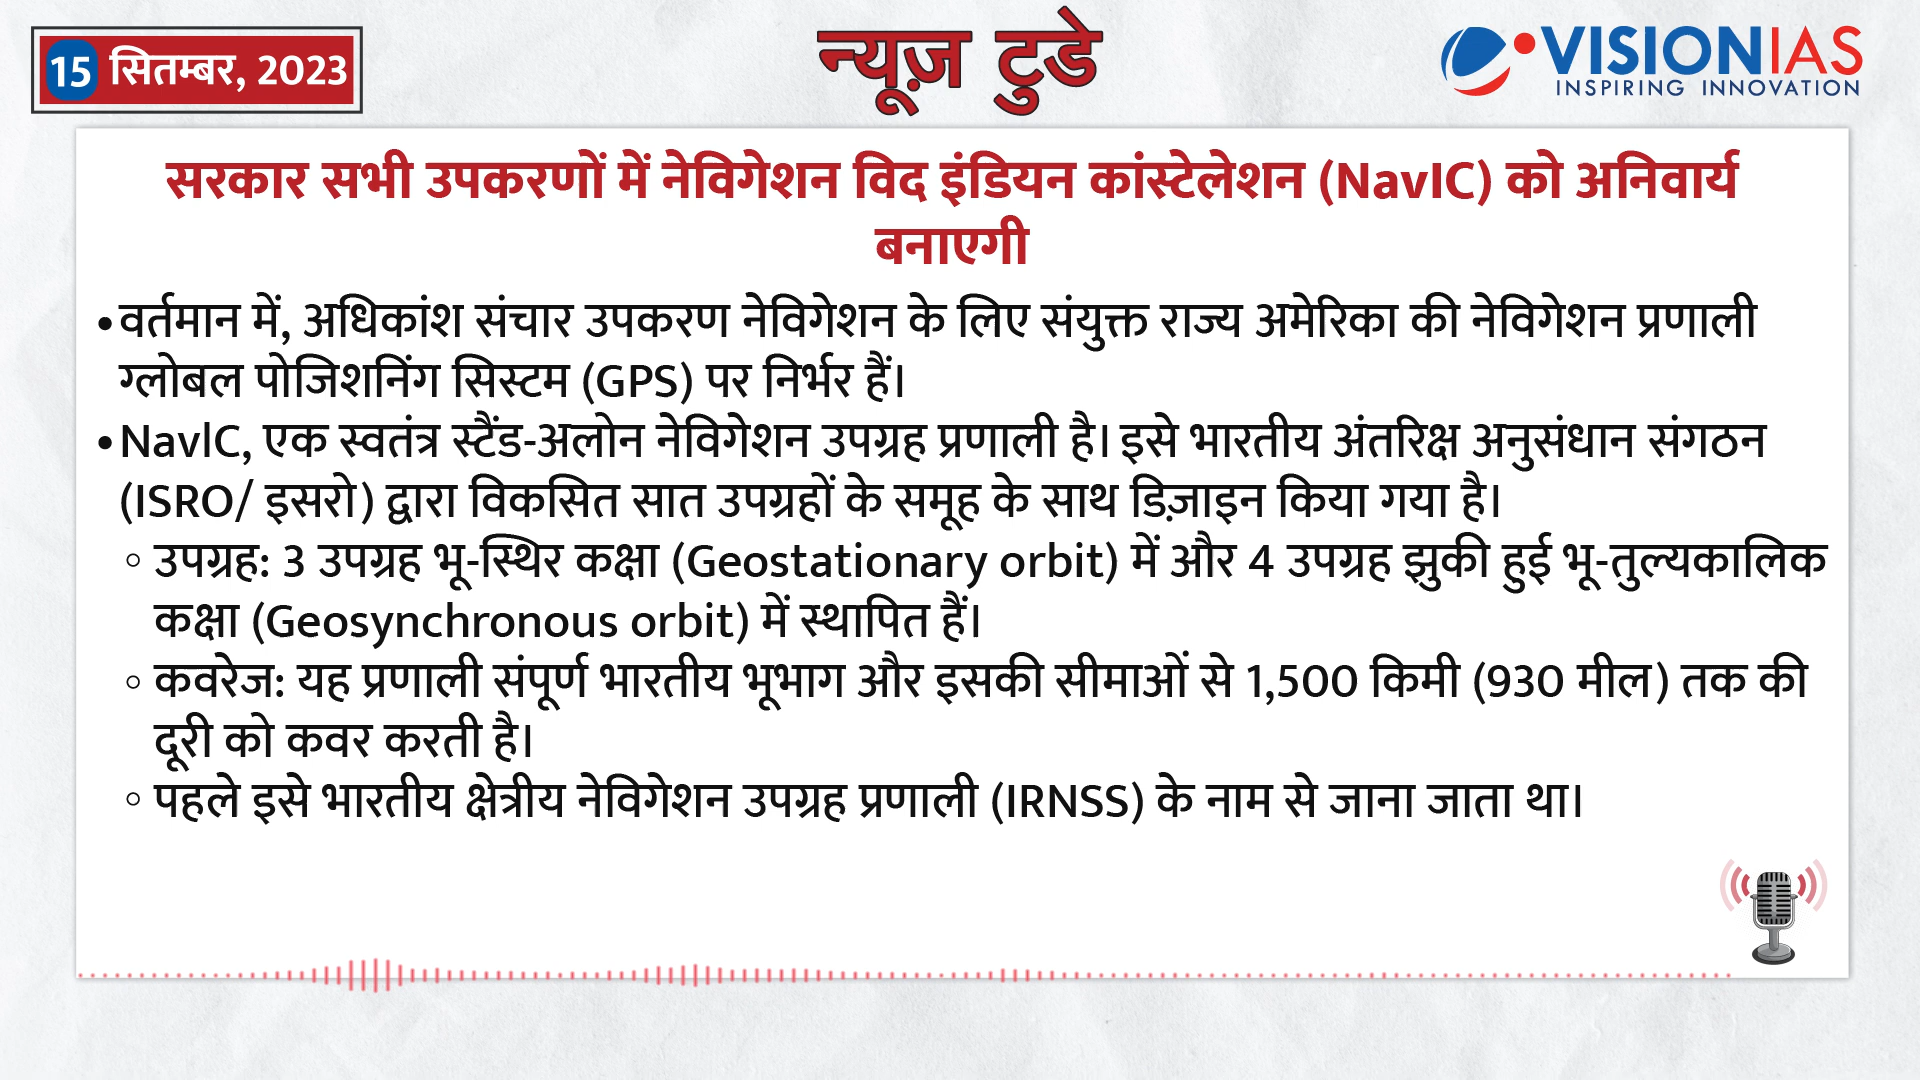 15 सितम्बर, 2023
न्यूज़ टुडे
VISIONIAS
INSPIRING INNOVATION
सरकार सभी उपकरणों में नेविगेशन विद इंडियन कांस्टेलेशन (NavIC) को अनिवार्य
बनाएगी
•वर्तमान में, अधिकांश संचार उपकरण नेविगेशन के लिए संयुक्त राज्य अमेरिका की नेविगेशन प्रणाली
ग्लोबल पोजिशनिंग सिस्टम (GPS) पर निर्भर हैं।
•NavIC, एक स्वतंत्र स्टैंड-अलोन नेविगेशन उपग्रह प्रणाली है। इसे भारतीय अंतरिक्ष अनुसंधान संगठन
(ISRO/ इसरो) द्वारा विकसित सात उपग्रहों के समूह के साथ डिज़ाइन किया गया है।
◦ उपग्रह: 3 उपग्रह भू-स्थिर कक्षा (Geostationary orbit) में और 4 उपग्रह झुकी हुई भू-तुल्यकालिक
कक्षा (Geosynchronous orbit) में स्थापित हैं।
◦ कवरेज: यह प्रणाली संपूर्ण भारतीय भूभाग और इसकी सीमाओं से 1,500 किमी (930 मील) तक की
दूरी को कवर करती है।
◦ पहले इसे भारतीय क्षेत्रीय नेविगेशन उपग्रह प्रणाली (IRNSS) के नाम से जाना जाता था।